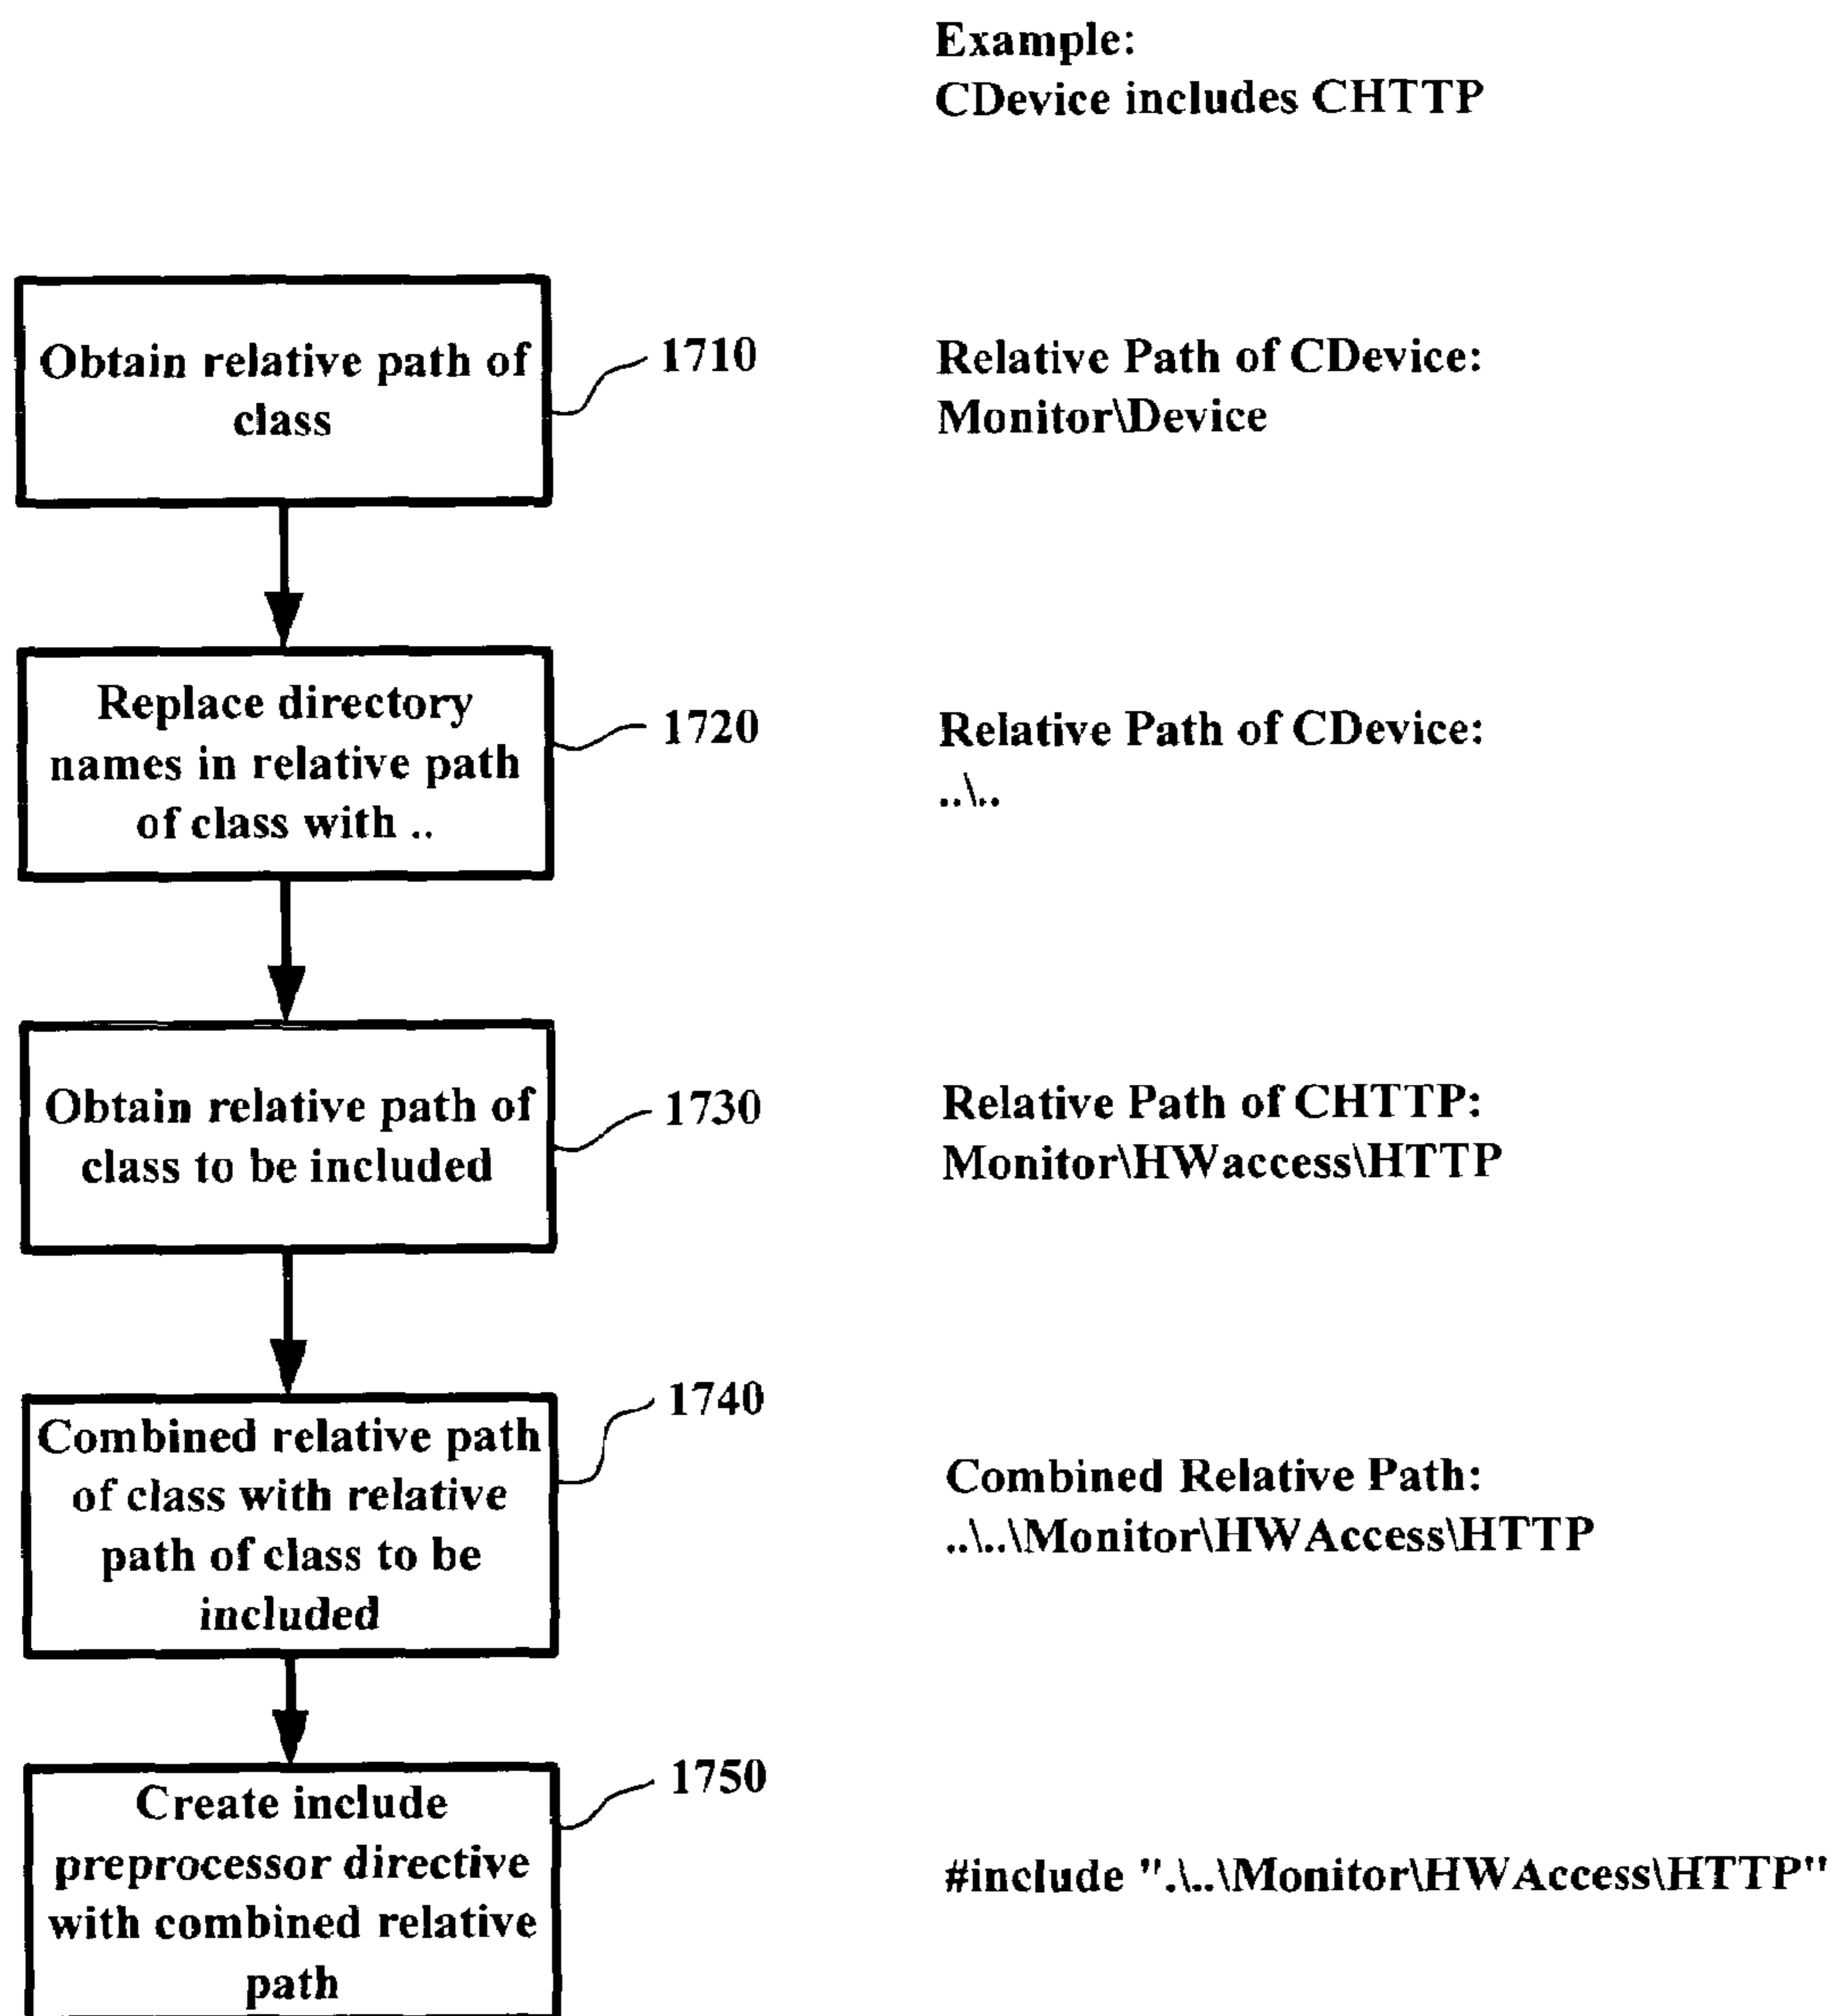 Example:
CDevice includes CHTTP
Obtain relative path of
class
1710
Relative Path of CDevice:
Monitor\Device
Replace directory
names in relative path
of class with ..
1720
Relative Path of CDevice:
..\..
Obtain relative path of
class to be included
1730
Relative Path of CHTTP:
Monitor\HWaccess\HTTP
Combined relative path
of class with relative
path of class to be
included
1740
Combined Relative Path:
..\..\Monitor\HWAccess\HTTP
Create include
preprocessor directive
with combined relative
path
1750
#include ".\..\Monitor\HWAccess\HTTP"